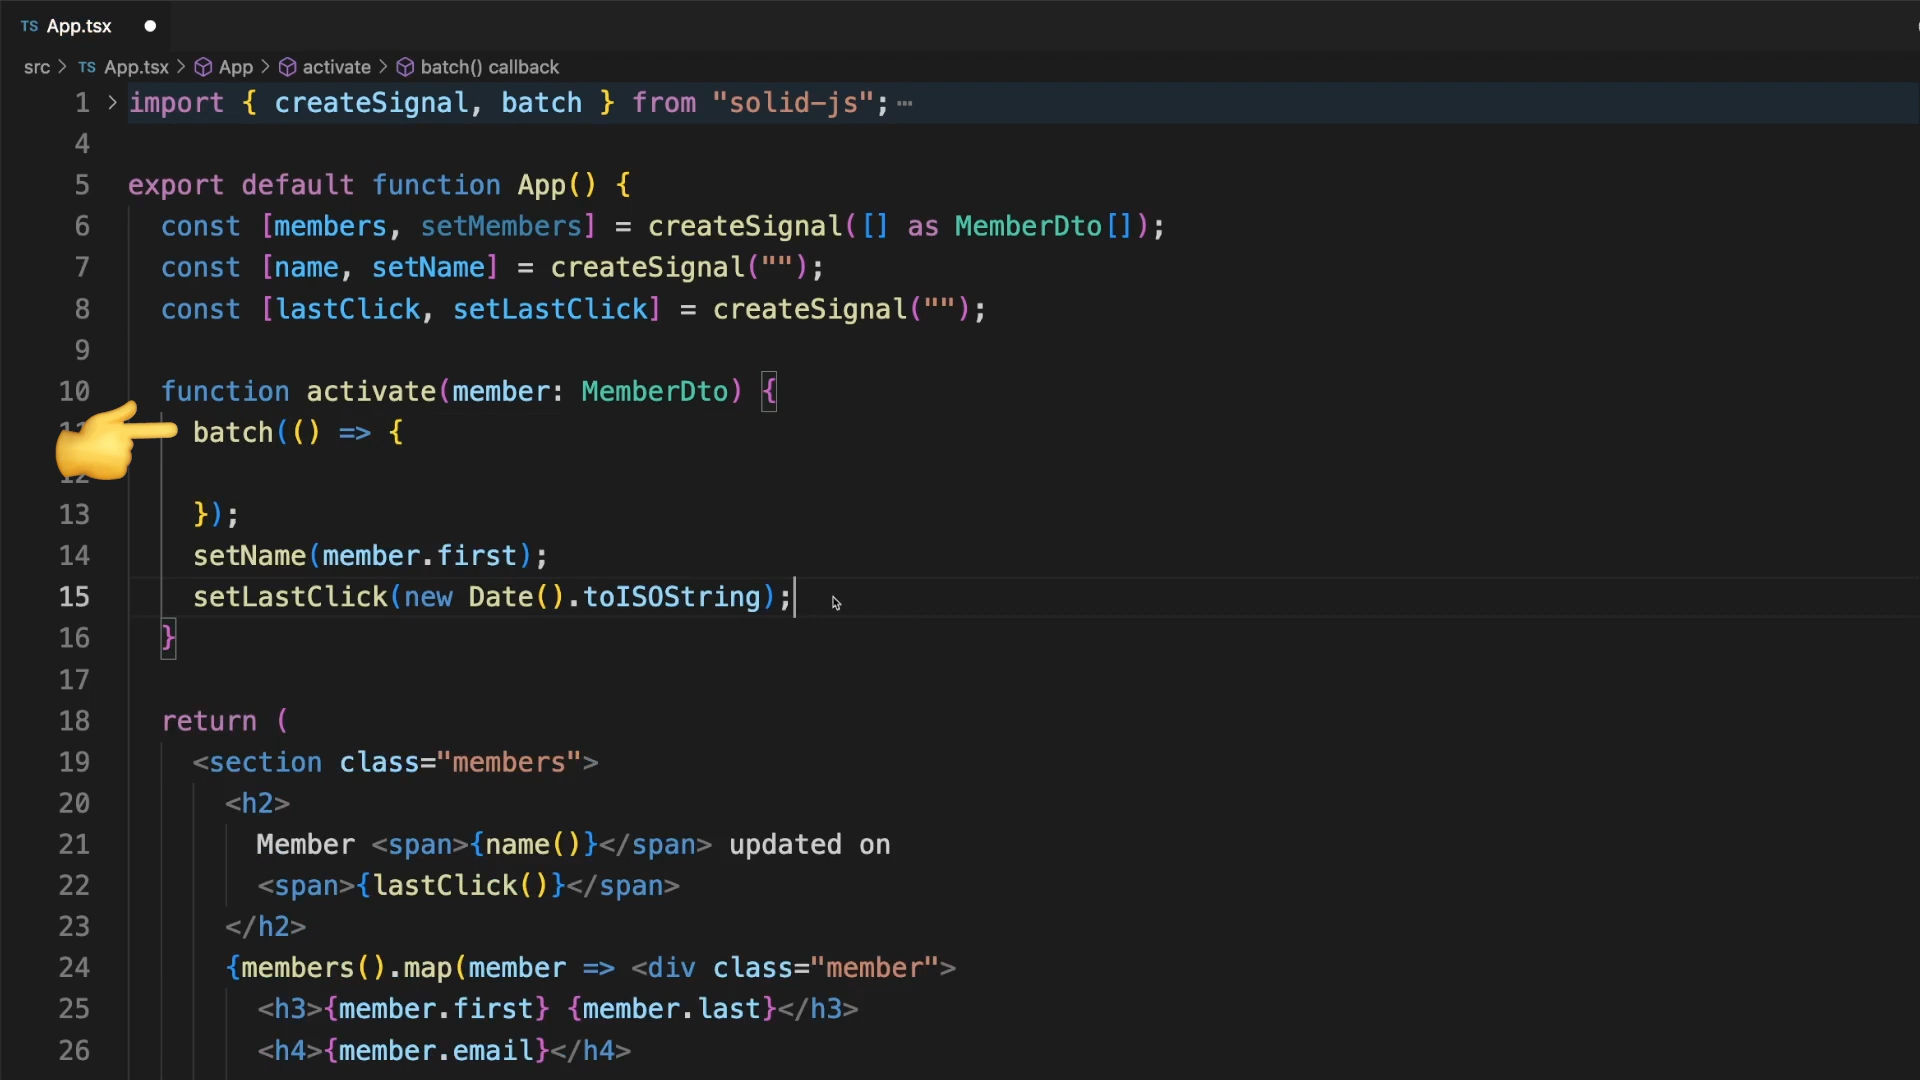 TS App.tsx
src > TS App.tsx > App > activate > batch() callback
1 > import { createSignal, batch } from "solid-js"; ⋯
4
5 export default function App() {
6 const [members, setMembers] = createSignal([] as MemberDto[]);
7 const [name, setName] = createSignal("");
8 const [lastClick, setLastClick] = createSignal("");
9
10 function activate(member: MemberDto) {
11 batch(() => {
12
13 });
14 setName(member.first);
15 setLastClick(new Date().toISOString);
16 }
17
18 return (
19 <section class="members">
20 <h2>
21 Member <span>{name()}</span> updated on
22 <span>{lastClick()}</span>
23 </h2>
24 {members().map(member => <div class="member">
25 <h3>{member.first} {member.last}</h3>
26 <h4>{member.email}</h4>